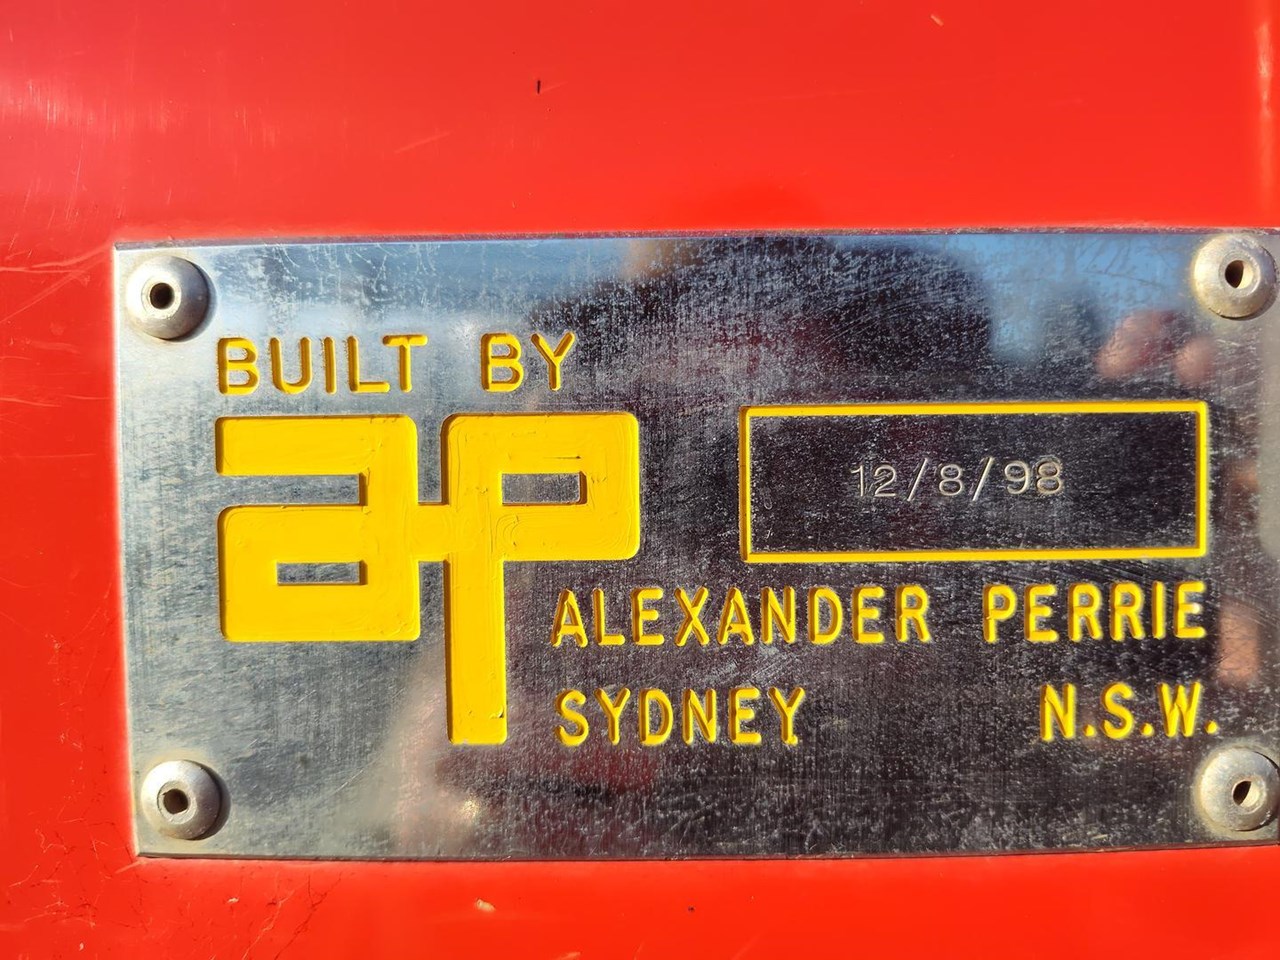 BUILT BY
ap
12/8/98
ALEXANDER PERRIE
SYDNEY N.S.W.